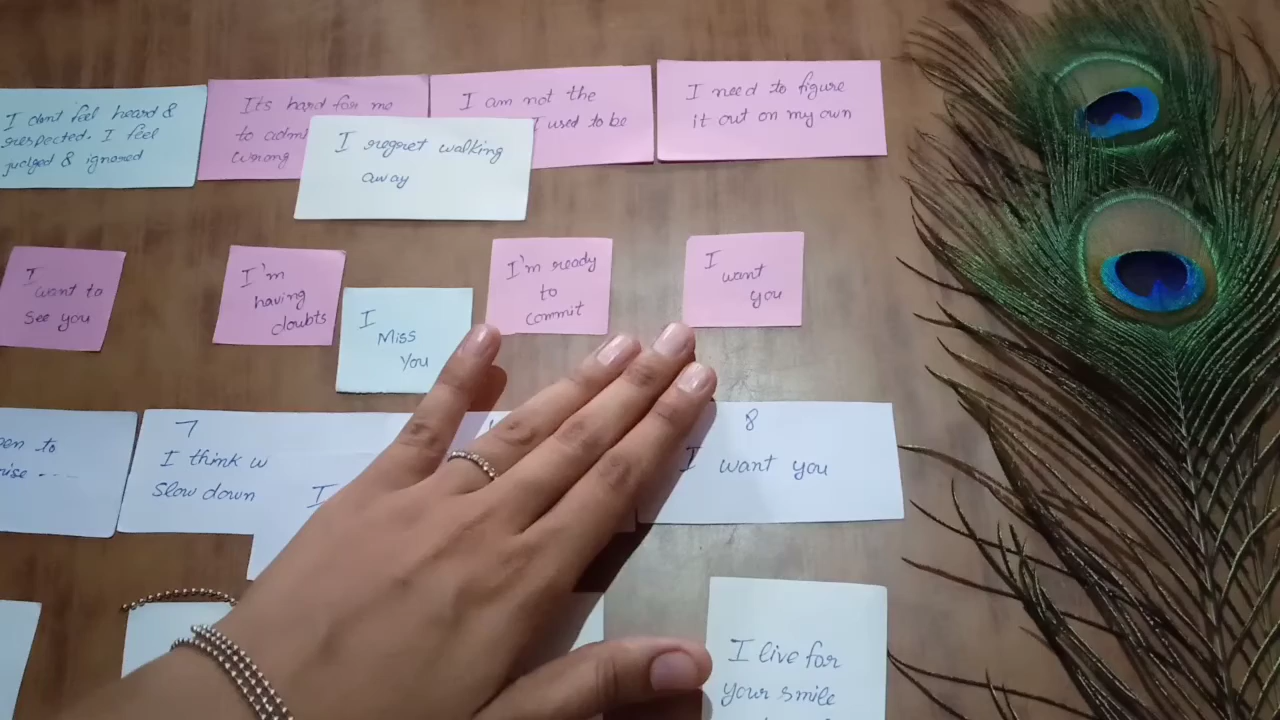 I dont feel heard &
respected. I feel
judged & ignored
Its hard for me
to admi
wrong
I am not the
I used to be
I need to figure
it out on my own
I regret walking
away
I
want to
see you
I'm
having
doubts
I
Miss
You
I'm ready
to
commit
I
want
you
to
7
I think w
Slow down
I
8
I want you
I live for
your smile